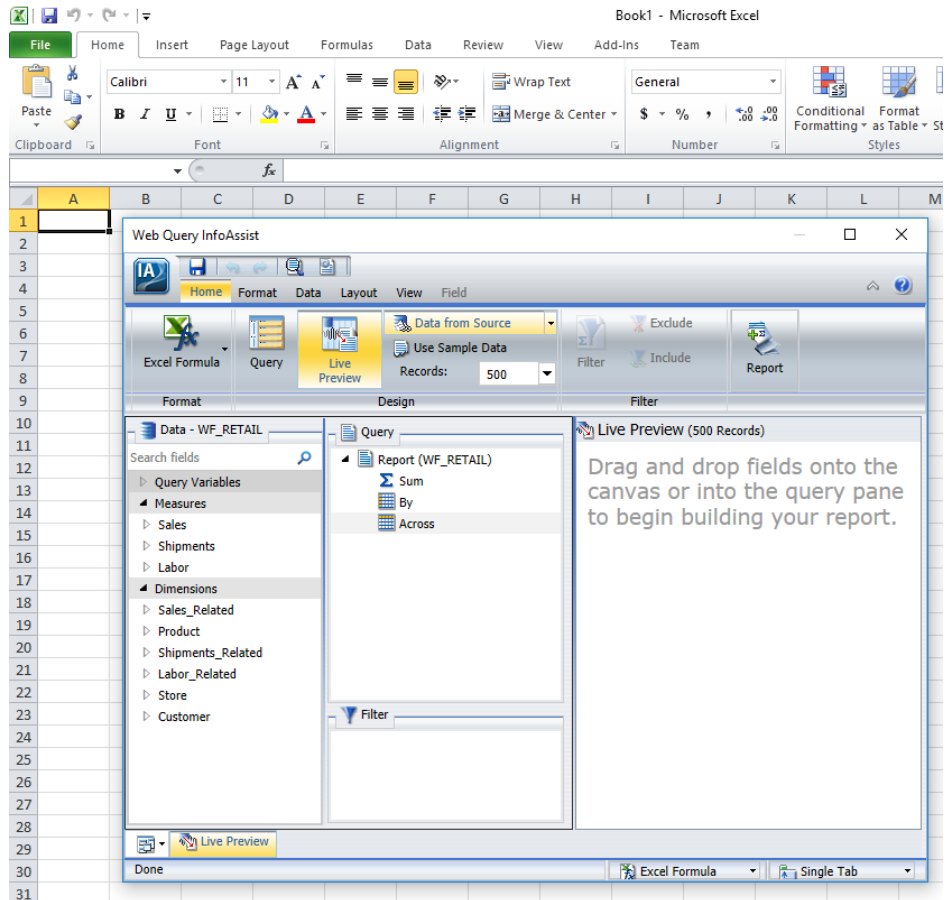 Book1 - Microsoft Excel
File Home Insert Page Layout Formulas Data Review View Add-Ins Team
Calibri 11 A A Wrap Text General
Paste B I U A Merge & Center $ % , .0 .00 .00 .0 Conditional Formatting Format as Table
Clipboard Font Alignment Number Styles
fx
A B C D E F G H I J K L M
1
2 Web Query InfoAssist
3 IA
4 Home Format Data Layout View Field
5
6 Data from Source Exclude
7 Excel Formula Query Live Preview Use Sample Data Filter Include Report
8 Records: 500
9 Format Design Filter
10 Data - WF_RETAIL Query Live Preview (500 Records)
11 Search fields Report (WF_RETAIL)
12 Query Variables Sum
13 Measures By
14 Sales Across
15 Shipments
16 Labor
17 Dimensions
18 Sales_Related
19 Product
20 Shipments_Related
21 Labor_Related
22 Store
23 Customer Filter
Drag and drop fields onto the
canvas or into the query pane
to begin building your report.
24
25
26
27
28
29 Live Preview
30 Done Excel Formula Single Tab
31